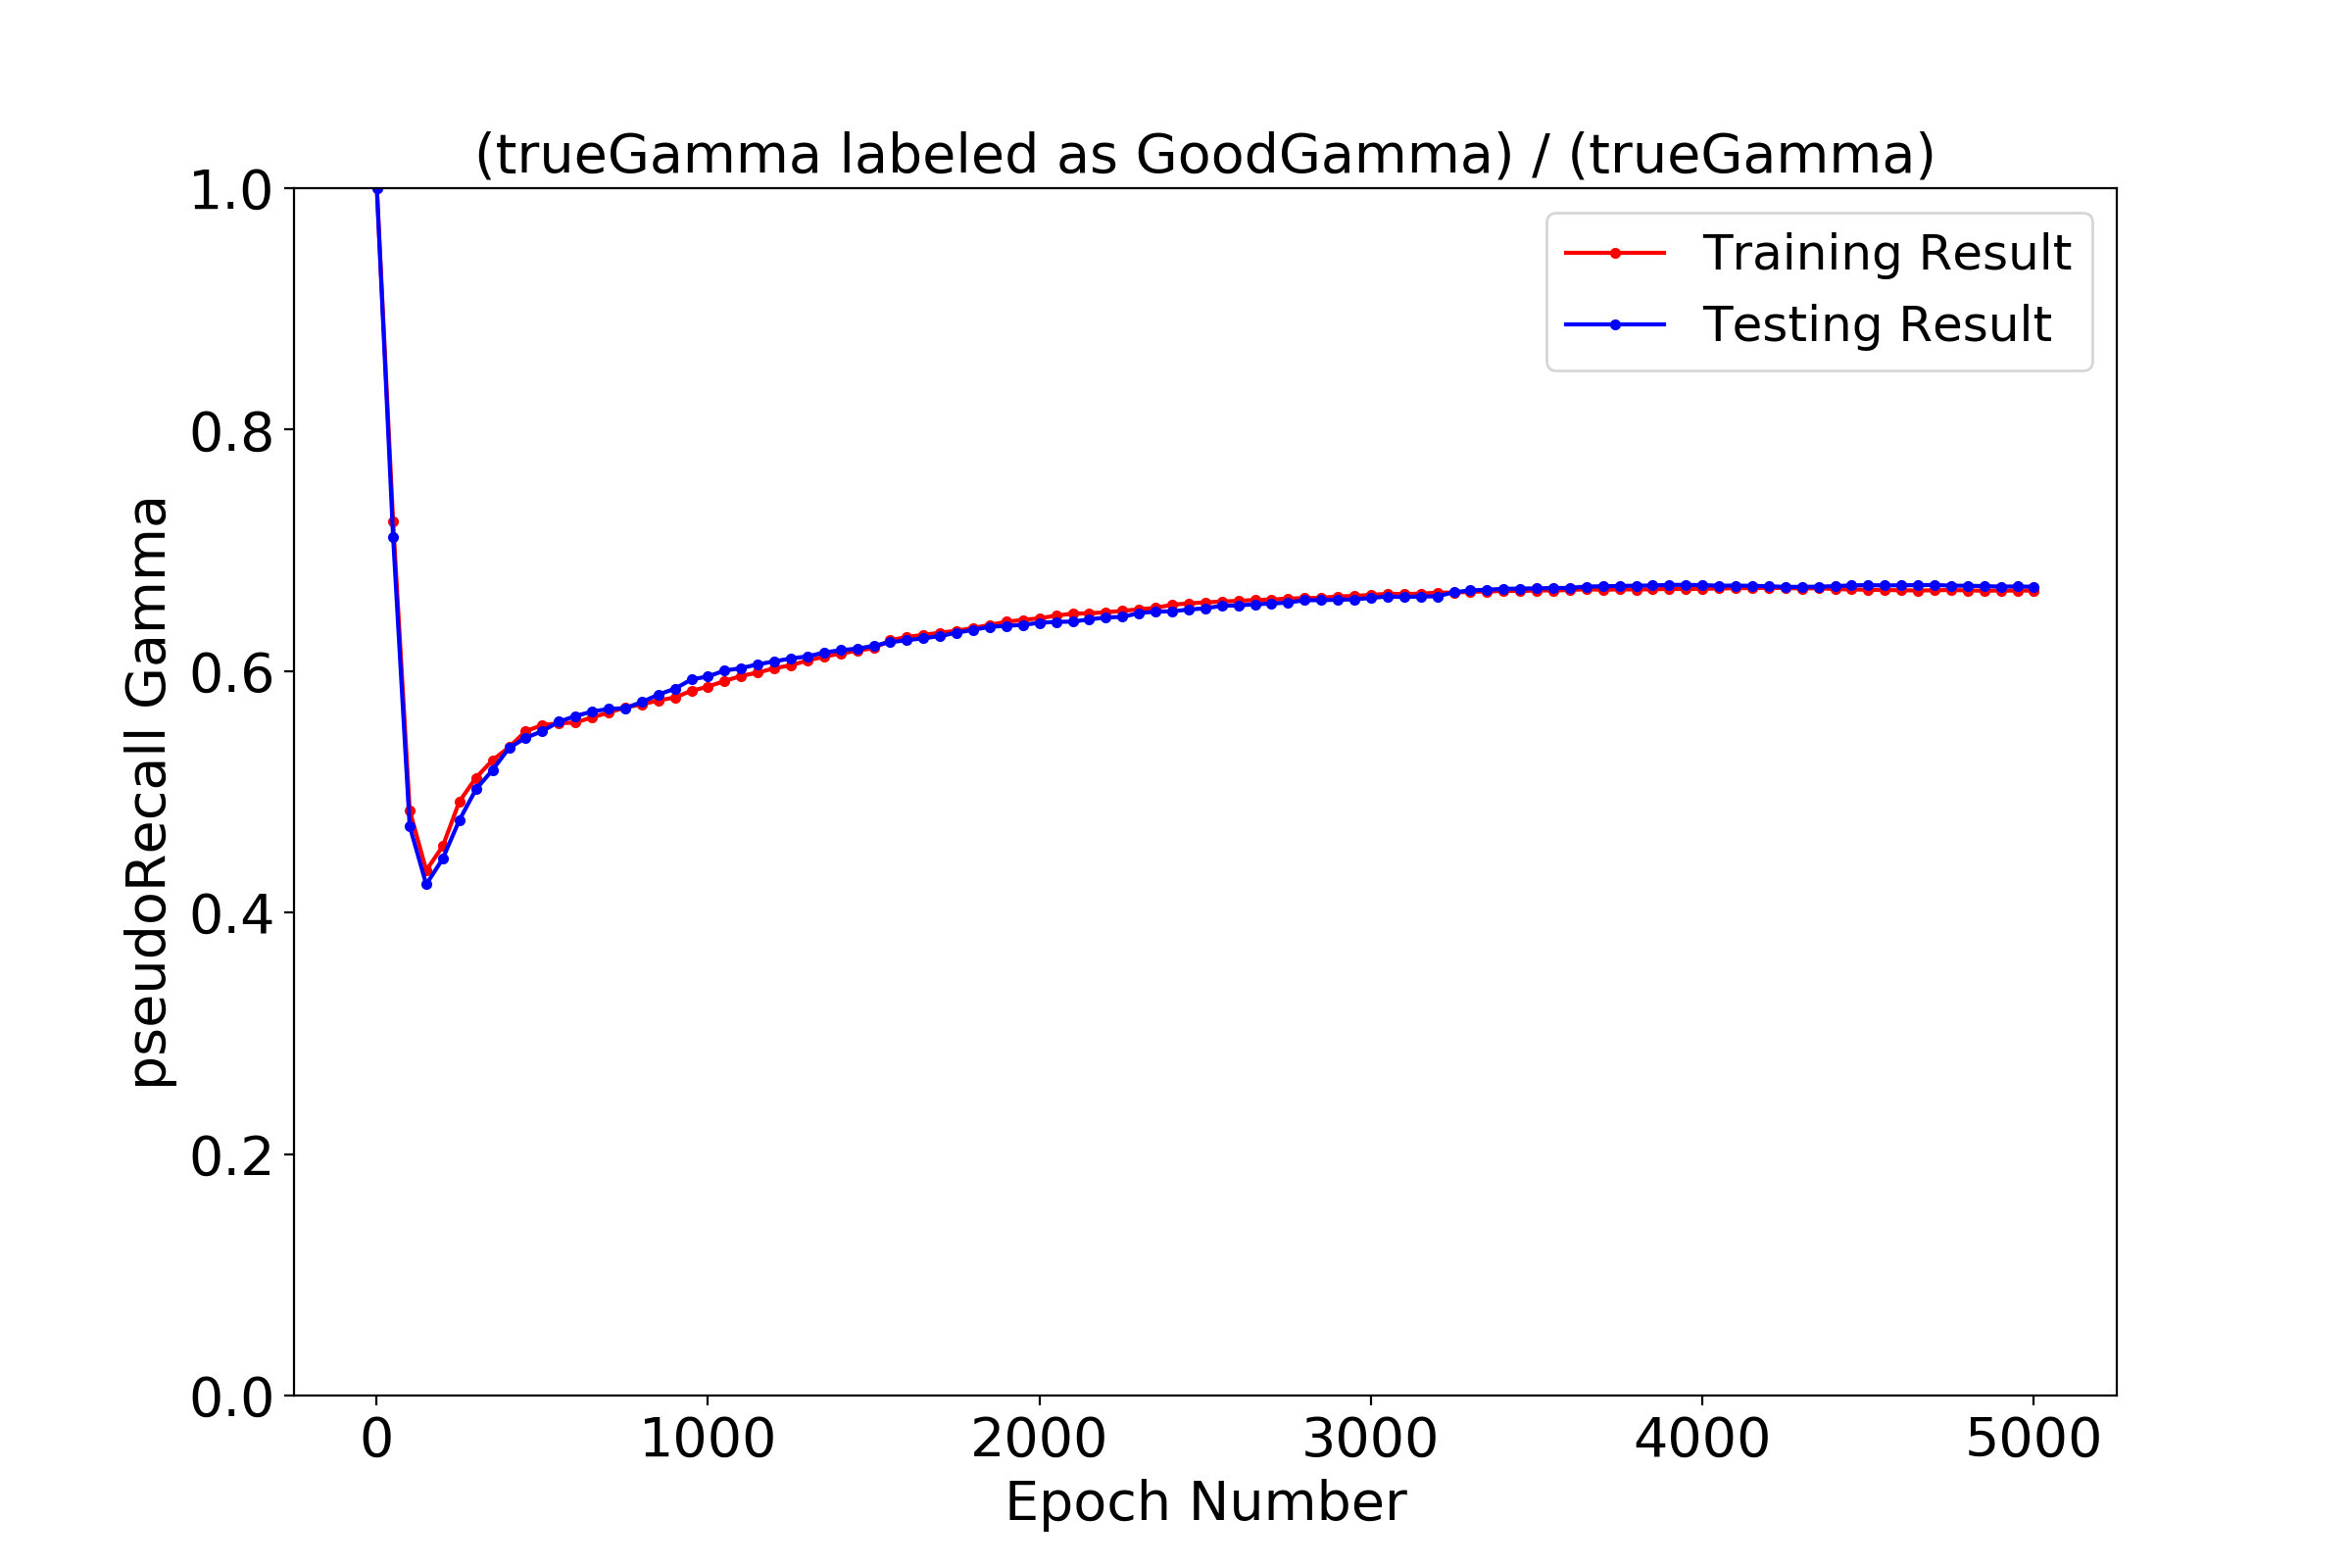 (trueGamma labeled as GoodGamma) / (trueGamma)
Training Result
Testing Result
pseudoRecall Gamma
1.0
0.8
0.6
0.4
0.2
0.0
0 1000 2000 3000 4000 5000
Epoch Number